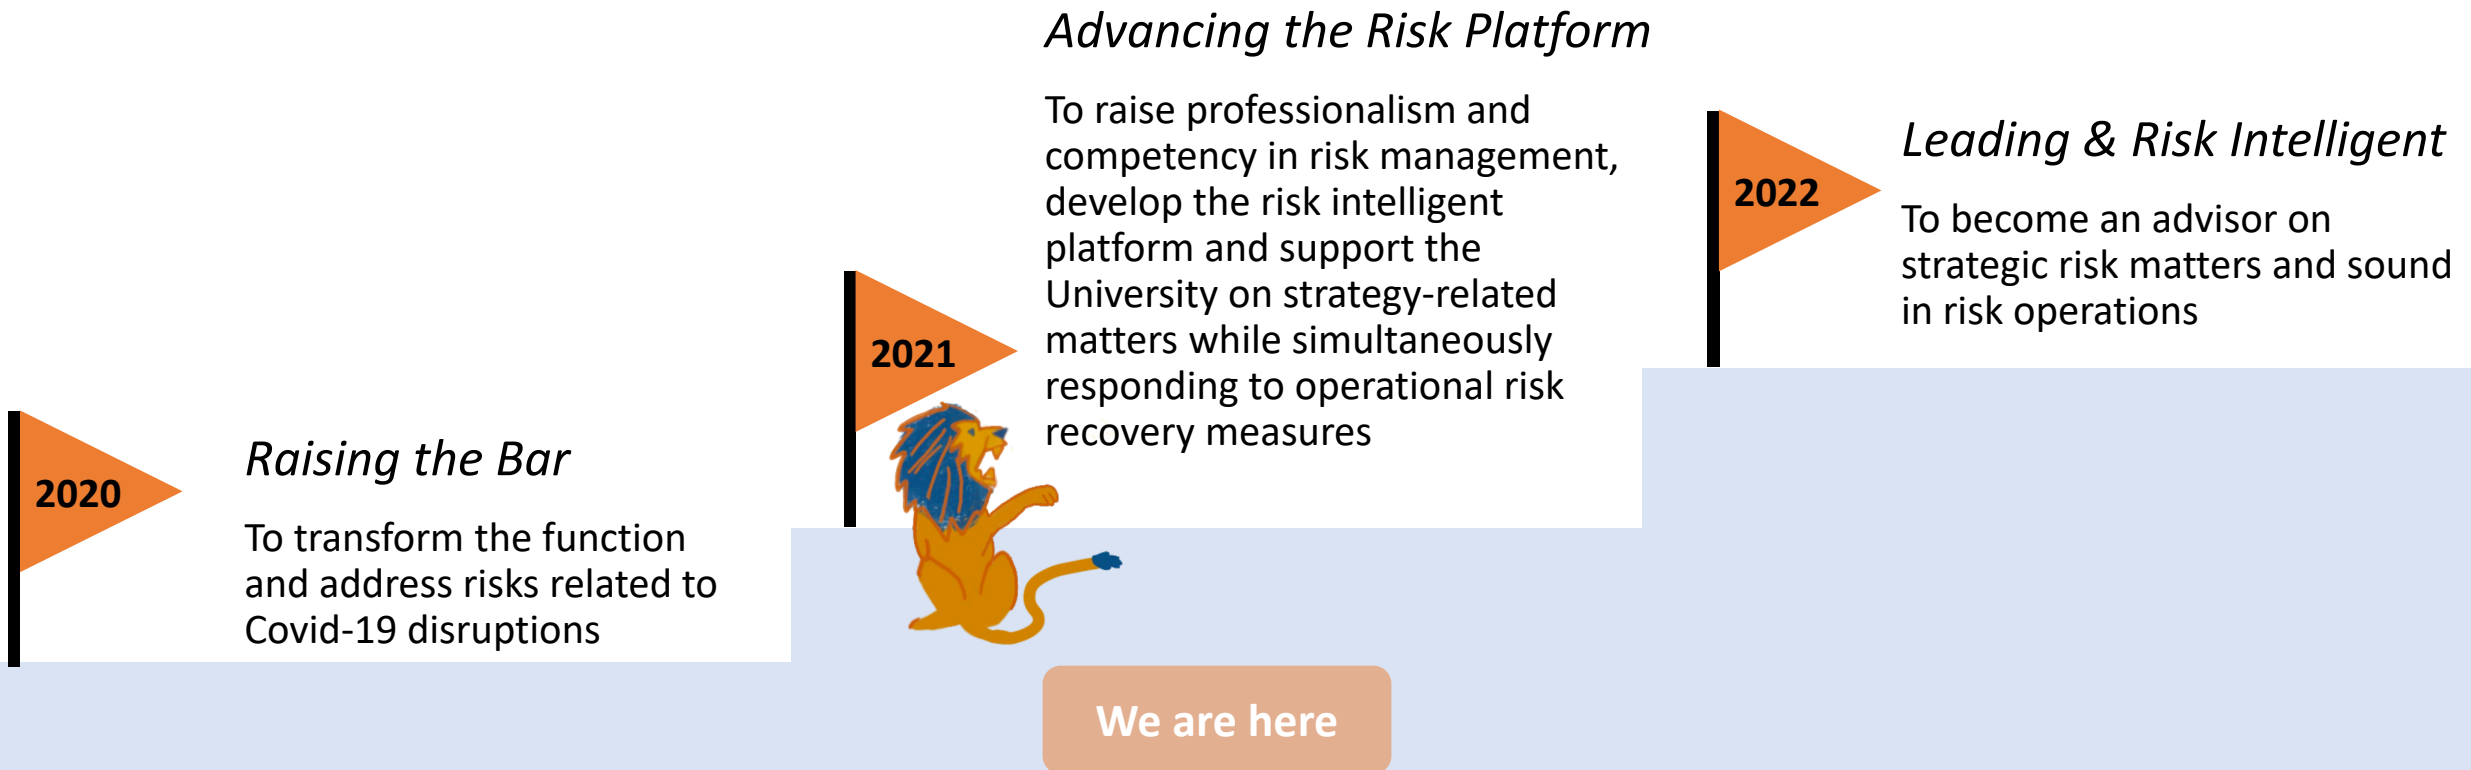 2020
Raising the Bar
To transform the function
and address risks related to
Covid-19 disruptions
2021
Advancing the Risk Platform
To raise professionalism and
competency in risk management,
develop the risk intelligent
platform and support the
University on strategy-related
matters while simultaneously
responding to operational risk
recovery measures
2022
Leading & Risk Intelligent
To become an advisor on
strategic risk matters and sound
in risk operations
We are here